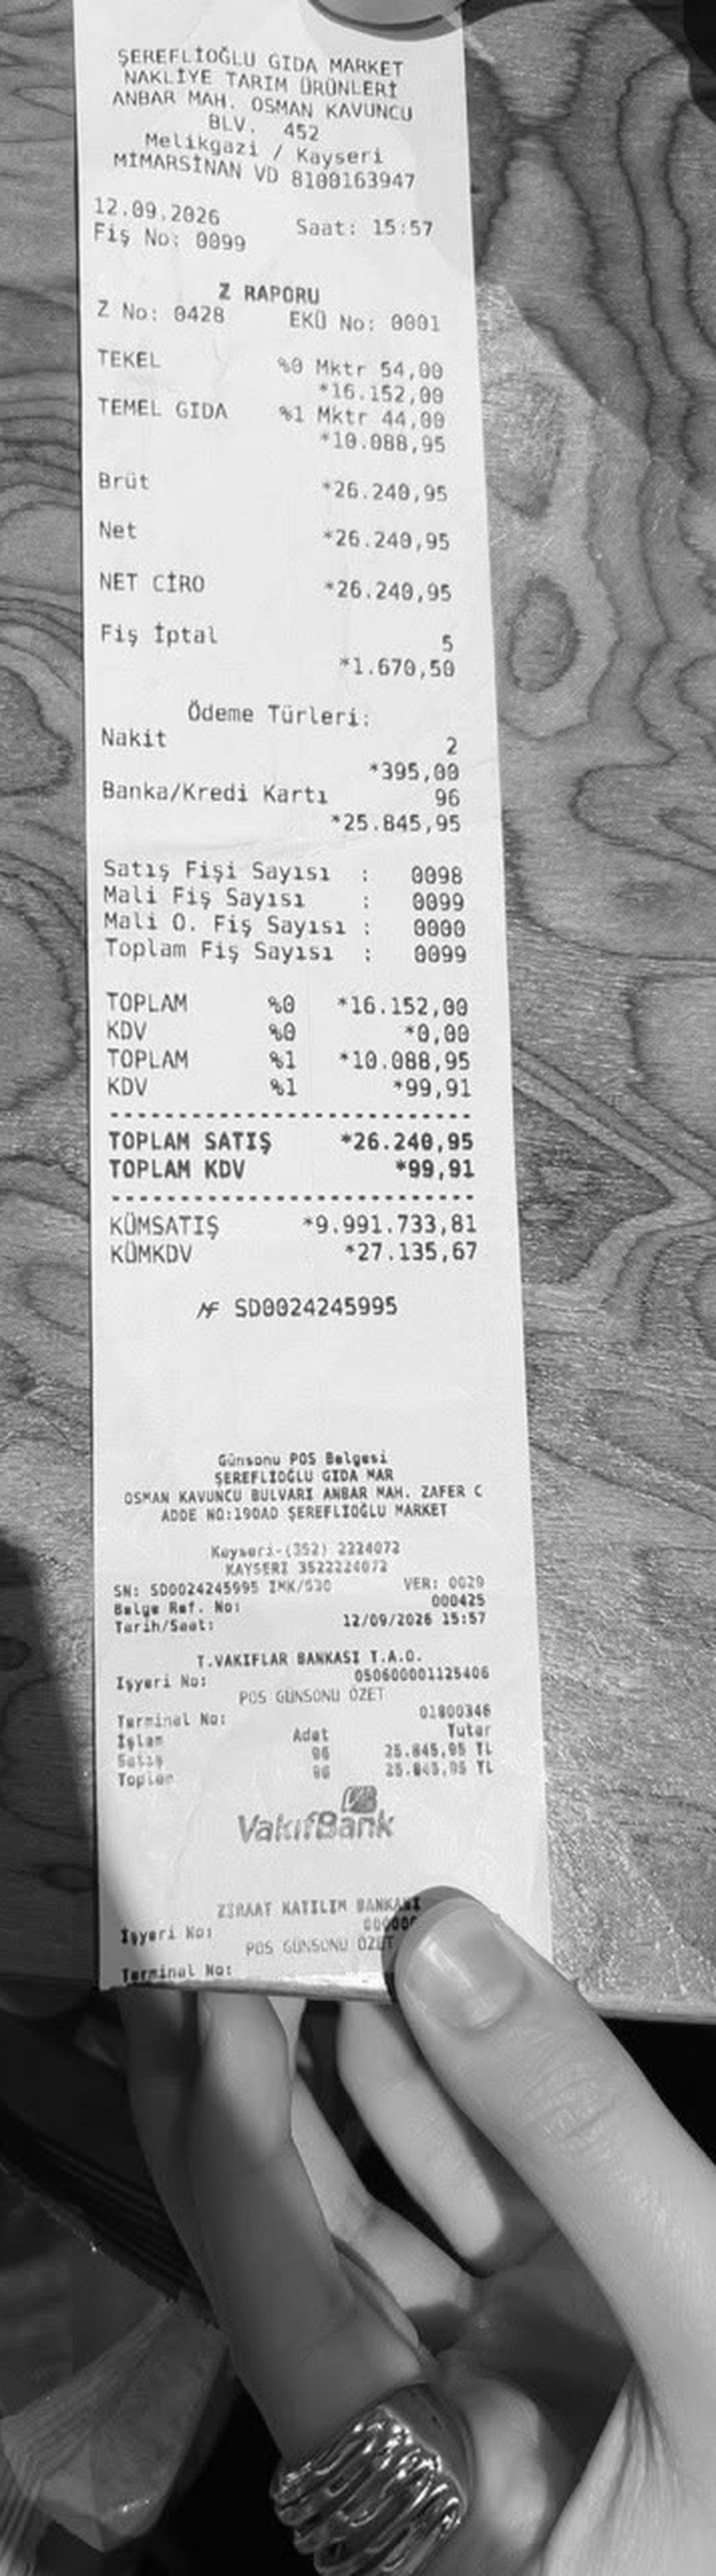 ŞEREFLİOĞLU GIDA MARKET
NAKLİYE TARIM ÜRÜNLERİ
ANBAR MAH. OSMAN KAVUNCU
BLV. 452
Melikgazi / Kayseri
MİMARSİNAN VD 8100163947
12.09.2026 Saat: 15:57
Fiş No: 0099
Z RAPORU
Z No: 0428 EKÜ No: 0001
TEKEL %0 Mktr 54,00
*16.152,00
TEMEL GIDA %1 Mktr 44,00
*10.088,95
Brüt *26.240,95
Net *26.240,95
NET CİRO *26.240,95
Fiş İptal 5
*1.670,50
Ödeme Türleri:
Nakit 2
*395,00
Banka/Kredi Kartı 96
*25.845,95
Satış Fişi Sayısı : 0098
Mali Fiş Sayısı : 0099
Mali O. Fiş Sayısı : 0000
Toplam Fiş Sayısı : 0099
TOPLAM %0 *16.152,00
KDV %0 *0,00
TOPLAM %1 *10.088,95
KDV %1 *99,91
TOPLAM SATIŞ *26.240,95
TOPLAM KDV *99,91
KÜMSATIŞ *9.991.733,81
KÜMKDV *27.135,67
MF SD0024245995
Günsonu POS Belgesi
ŞEREFLİOĞLU GIDA MAR
OSMAN KAVUNCU BULVARI ANBAR MAH. ZAFER C
ADDE NO:190AD ŞEREFLİOĞLU MARKET
Kayseri-(352) 2224072
KAYSERI 3522224072
SN: SD0024245995 VER: 0029
Belge Ref. No: 000425
Tarih/Saat: 12/09/2026 15:57
T.VAKIFLAR BANKASI T.A.O.
İşyeri No: 050600001125406
POS GÜNSONU ÖZET
Terminal No: 01800346
İşlem Adet Tutar
Satış 96 25.845,95 TL
Toplam 96 25.845,95 TL
VakıfBank
ZİRAAT KATILIM BANKASI
İşyeri No:
POS GÜNSONU ÖZET
Terminal No: